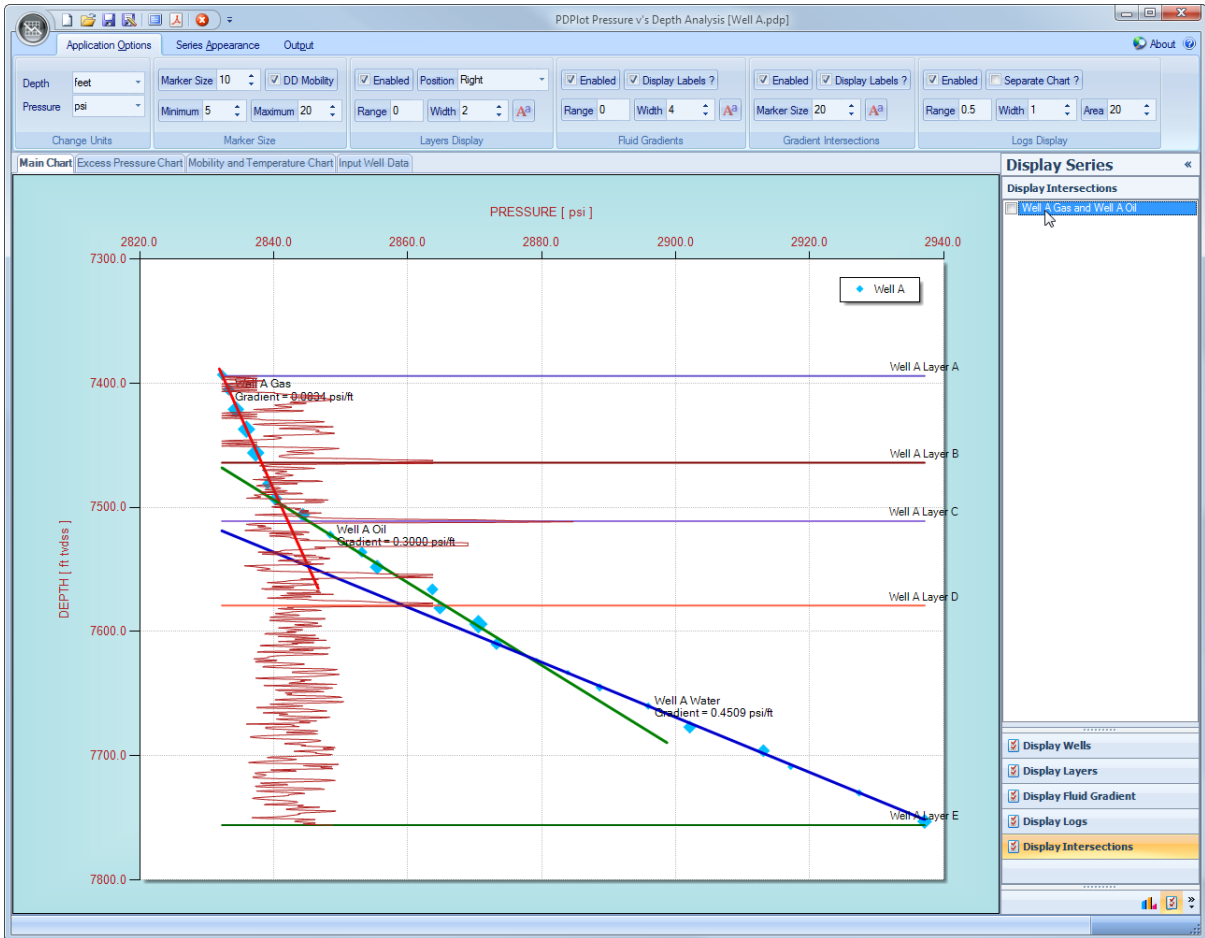 PDPlot Pressure v's Depth Analysis [Well A.pdp]
Application Options Series Appearance Output About
Depth feet
Pressure psi
Change Units
Marker Size 10 DD Mobility
Minimum 5 Maximum 20
Marker Size
Enabled Position Right
Range 0 Width 2 Aa
Layers Display
Enabled Display Labels ?
Range 0 Width 4 Aa
Fluid Gradients
Enabled Display Labels ?
Marker Size 20 Aa
Gradient Intersections
Enabled Separate Chart ?
Range 0.5 Width 1 Area 20
Logs Display
Main Chart Excess Pressure Chart Mobility and Temperature Chart Input Well Data
PRESSURE [ psi ]
2820.0 2840.0 2860.0 2880.0 2900.0 2920.0 2940.0
7300.0
Well A
Well A Layer A
7400.0
Well A Gas
Gradient = 0.0834 psi/ft
Well A Layer B
7500.0
Well A Layer C
Well A Oil
Gradient = 0.3000 psi/ft
DEPTH [ ft tvdss ]
Well A Layer D
7600.0
Well A Water
Gradient = 0.4509 psi/ft
7700.0
Well A Layer E
7800.0
Display Series «
Display Intersections
Well A Gas and Well A Oil
Display Wells
Display Layers
Display Fluid Gradient
Display Logs
Display Intersections